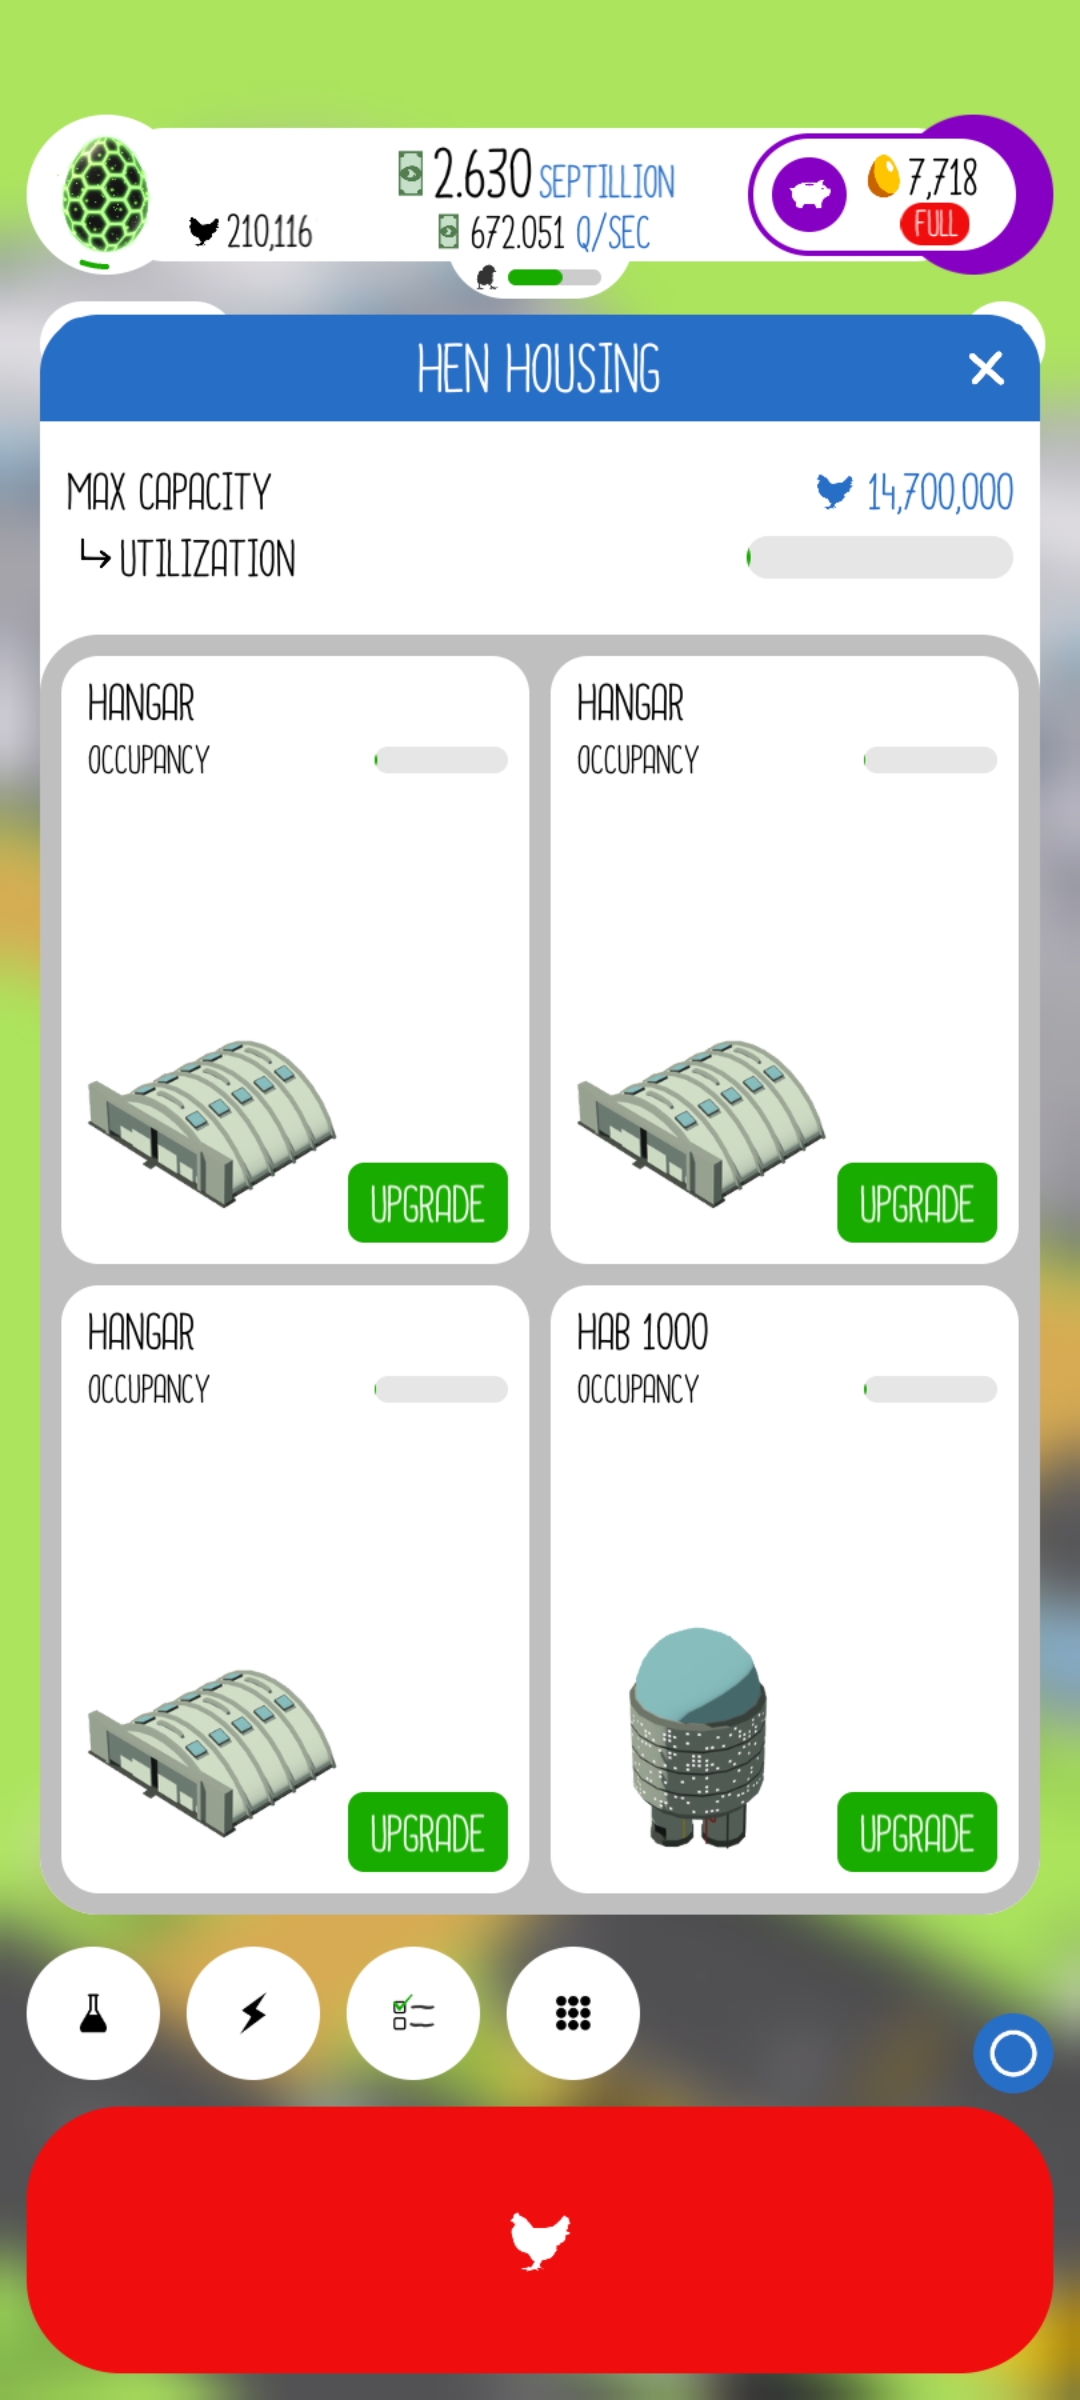 2.630 SEPTILLION
7,718
210,116
672.051 Q/SEC
FULL
HEN HOUSING
MAX CAPACITY
14,700,000
UTILIZATION
HANGAR
OCCUPANCY
UPGRADE
HANGAR
OCCUPANCY
UPGRADE
HANGAR
OCCUPANCY
UPGRADE
HAB 1000
OCCUPANCY
UPGRADE